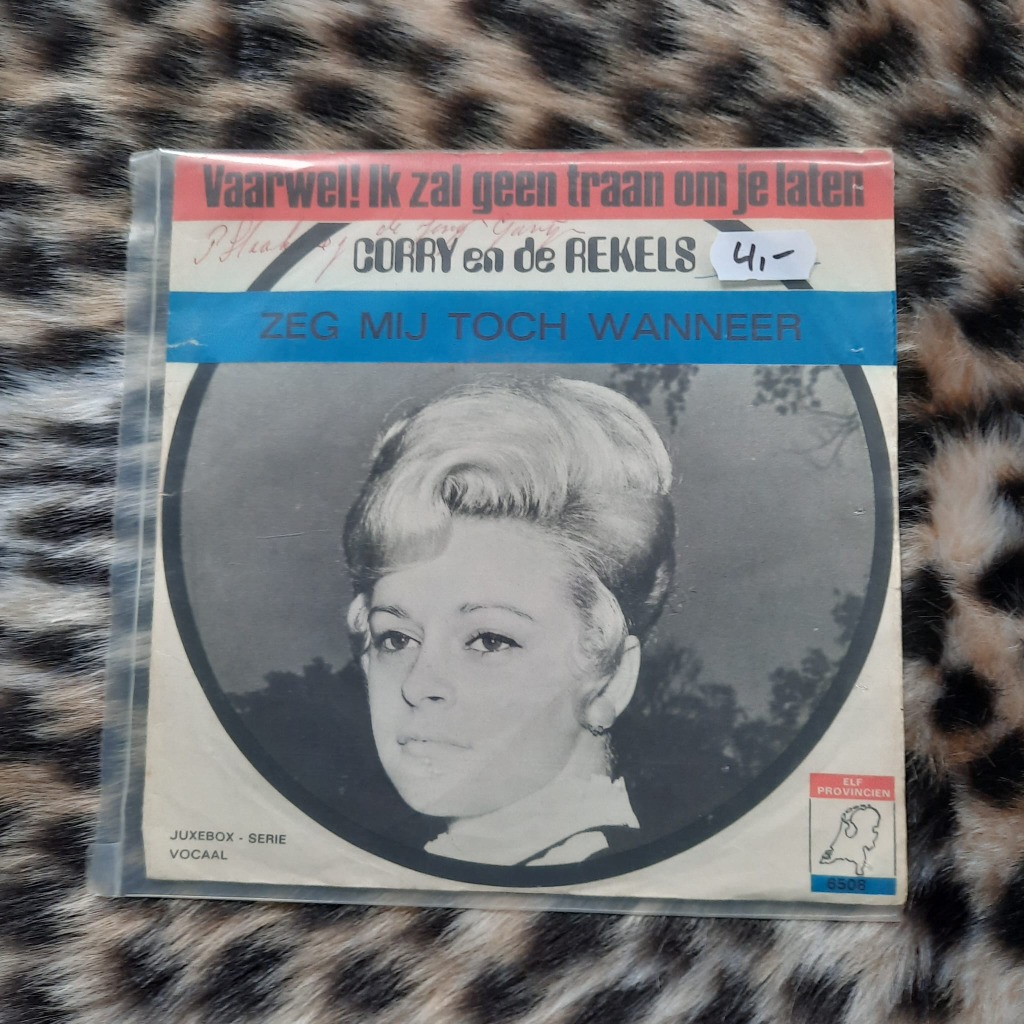 Vaarwel! Ik zal geen traan om je laten
CORRY en de REKELS
4,-
ZEG MIJ TOCH WANNEER
JUXEBOX - SERIE
VOCAAL
ELF
PROVINCIEN
6508